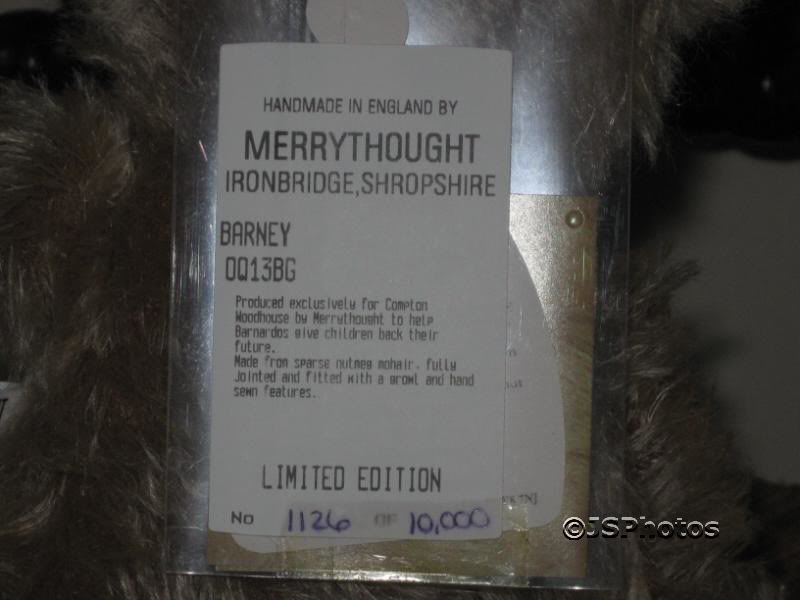 HANDMADE IN ENGLAND BY
MERRYTHOUGHT
IRONBRIDGE,SHROPSHIRE
BARNEY
OQ13BG
Produced exclusively for Compton
Woodhouse by Merrythought to help
Barnardos give children back their
future.
Made from sparse nutmeg mohair, fully
Jointed and fitted with a growl and hand
sewn features.
LIMITED EDITION
No 1126 OF 10,000
©JSPhotos